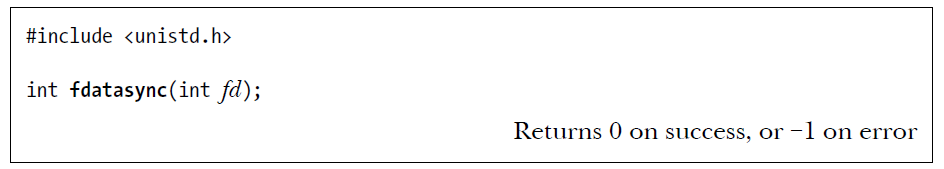 #include <unistd.h>
int fdatasync(int fd);
Returns 0 on success, or −1 on error